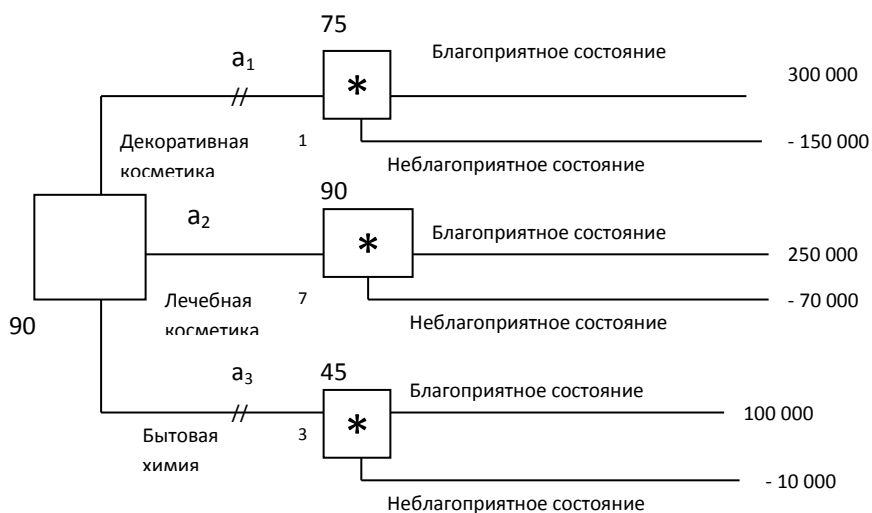 75
Благоприятное состояние
a1
300 000
*
Декоративная
косметика
1
- 150 000
Неблагоприятное состояние
90
a2
Благоприятное состояние
*
250 000
Лечебная
косметика
7
- 70 000
Неблагоприятное состояние
90
a3
45
Благоприятное состояние
100 000
*
Бытовая
химия
3
- 10 000
Неблагоприятное состояние